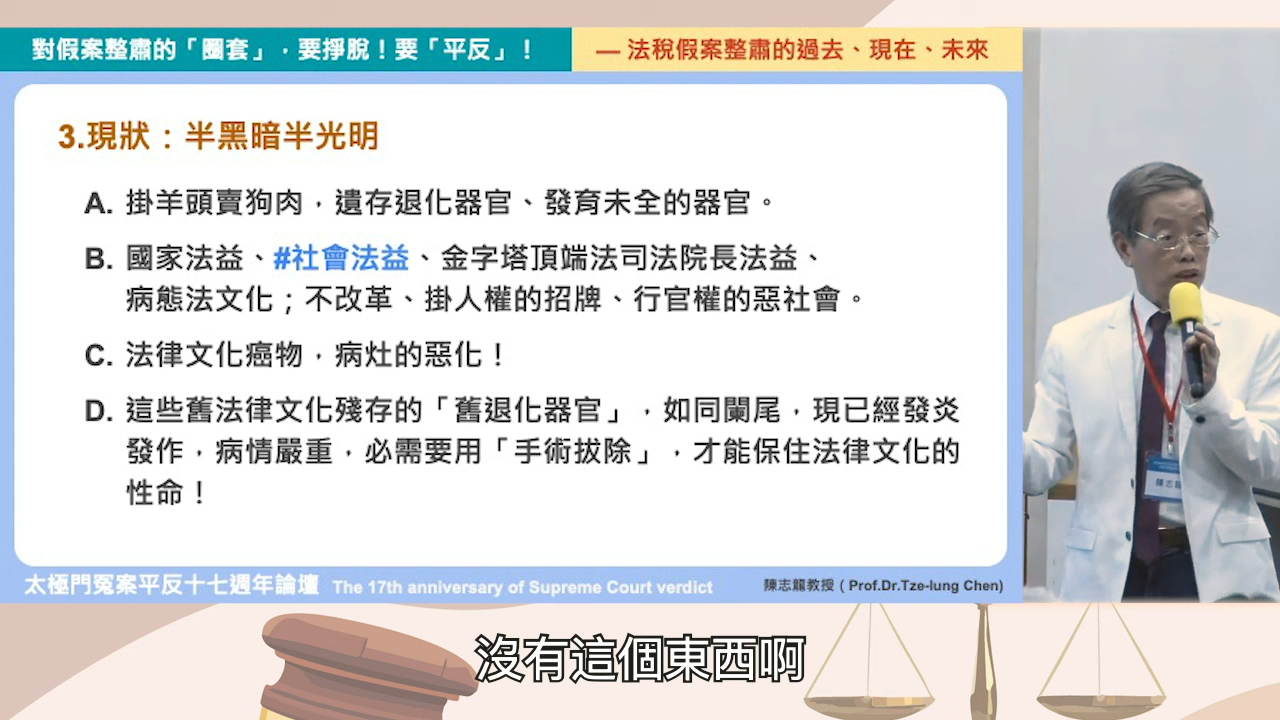 對假案整肅的「圈套」，要掙脫！要「平反」！
— 法稅假案整肅的過去、現在、未來
3.現狀：半黑暗半光明
A. 掛羊頭賣狗肉，遺存退化器官、發育未全的器官。
B. 國家法益、#社會法益、金字塔頂端法司法院長法益、
病態法文化；不改革、掛人權的招牌、行官權的惡社會。
C. 法律文化癌物，病灶的惡化！
D. 這些舊法律文化殘存的「舊退化器官」，如同闌尾，現已經發炎
發作，病情嚴重，必需要用「手術拔除」，才能保住法律文化的
性命！
太極門冤案平反十七週年論壇 The 17th anniversary of Supreme Court verdict
陳志龍教授 ( Prof.Dr.Tze-lung Chen)
陳志龍
沒有這個東西啊